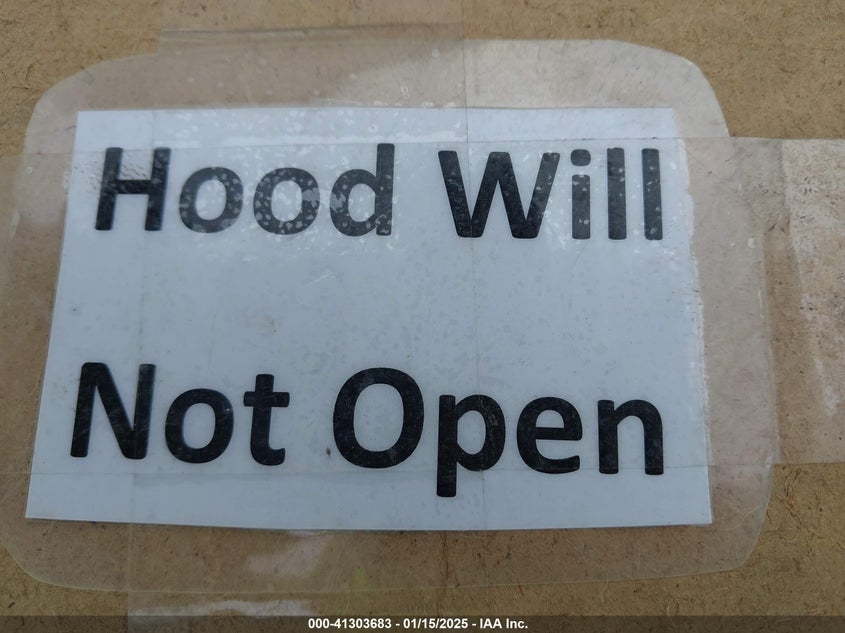 Hood Will
Not Open
000-41303683 - 01/15/2025 - IAA Inc.